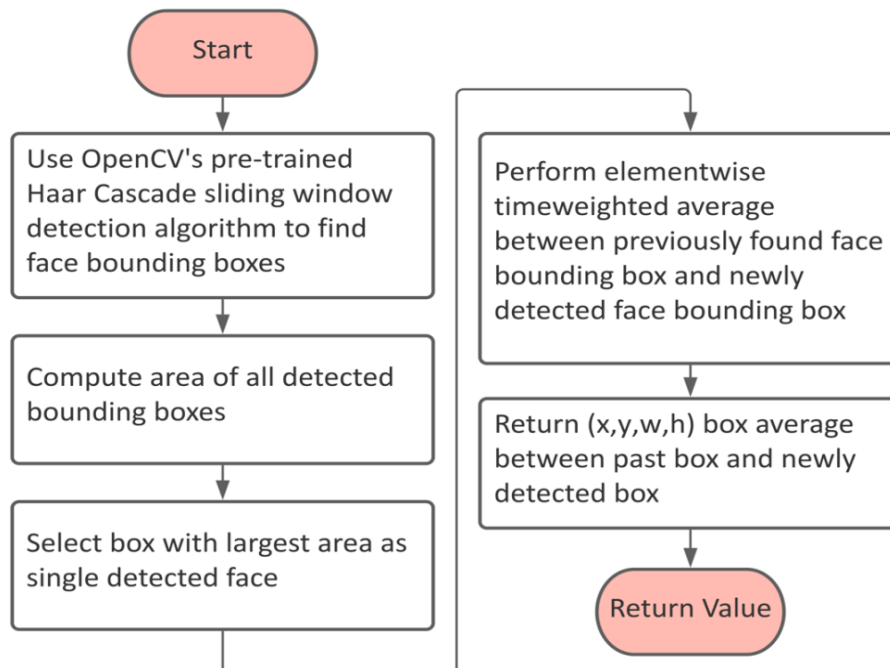 Start
Use OpenCV's pre-trained
Haar Cascade sliding window
detection algorithm to find
face bounding boxes
Compute area of all detected
bounding boxes
Select box with largest area as
single detected face
Perform elementwise
timeweighted average
between previously found face
bounding box and newly
detected face bounding box
Return (x,y,w,h) box average
between past box and newly
detected box
Return Value